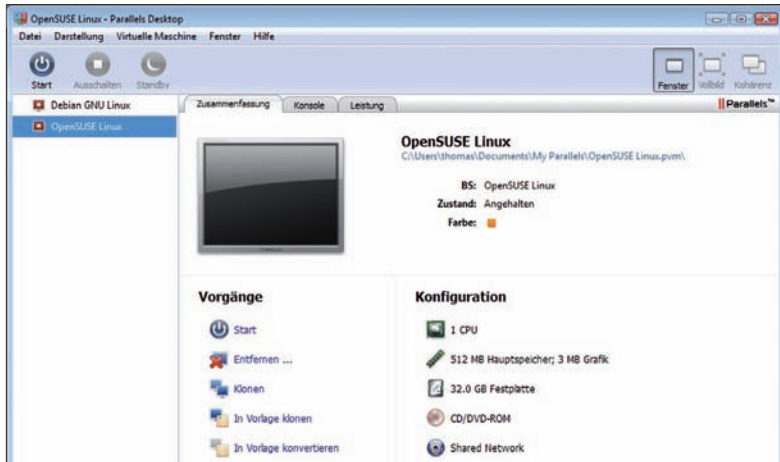 OpenSUSE Linux - Parallels Desktop
Datei Darstellung Virtuelle Maschine Fenster Hilfe
Start Ausschalten Standby Fenster Vollbild Kohärenz
Debian GNU Linux
OpenSUSE Linux
Zusammenfassung Konsole Leistung
Parallels™
OpenSUSE Linux
C:\Users\thomas\Documents\My Parallels\OpenSUSE Linux.pvm\
BS: OpenSUSE Linux
Zustand: Angehalten
Farbe:
Vorgänge
Start
Entfernen ...
Klonen
In Vorlage klonen
In Vorlage konvertieren
Konfiguration
1 CPU
512 MB Hauptspeicher; 3 MB Grafik
32.0 GB Festplatte
CD/DVD-ROM
Shared Network